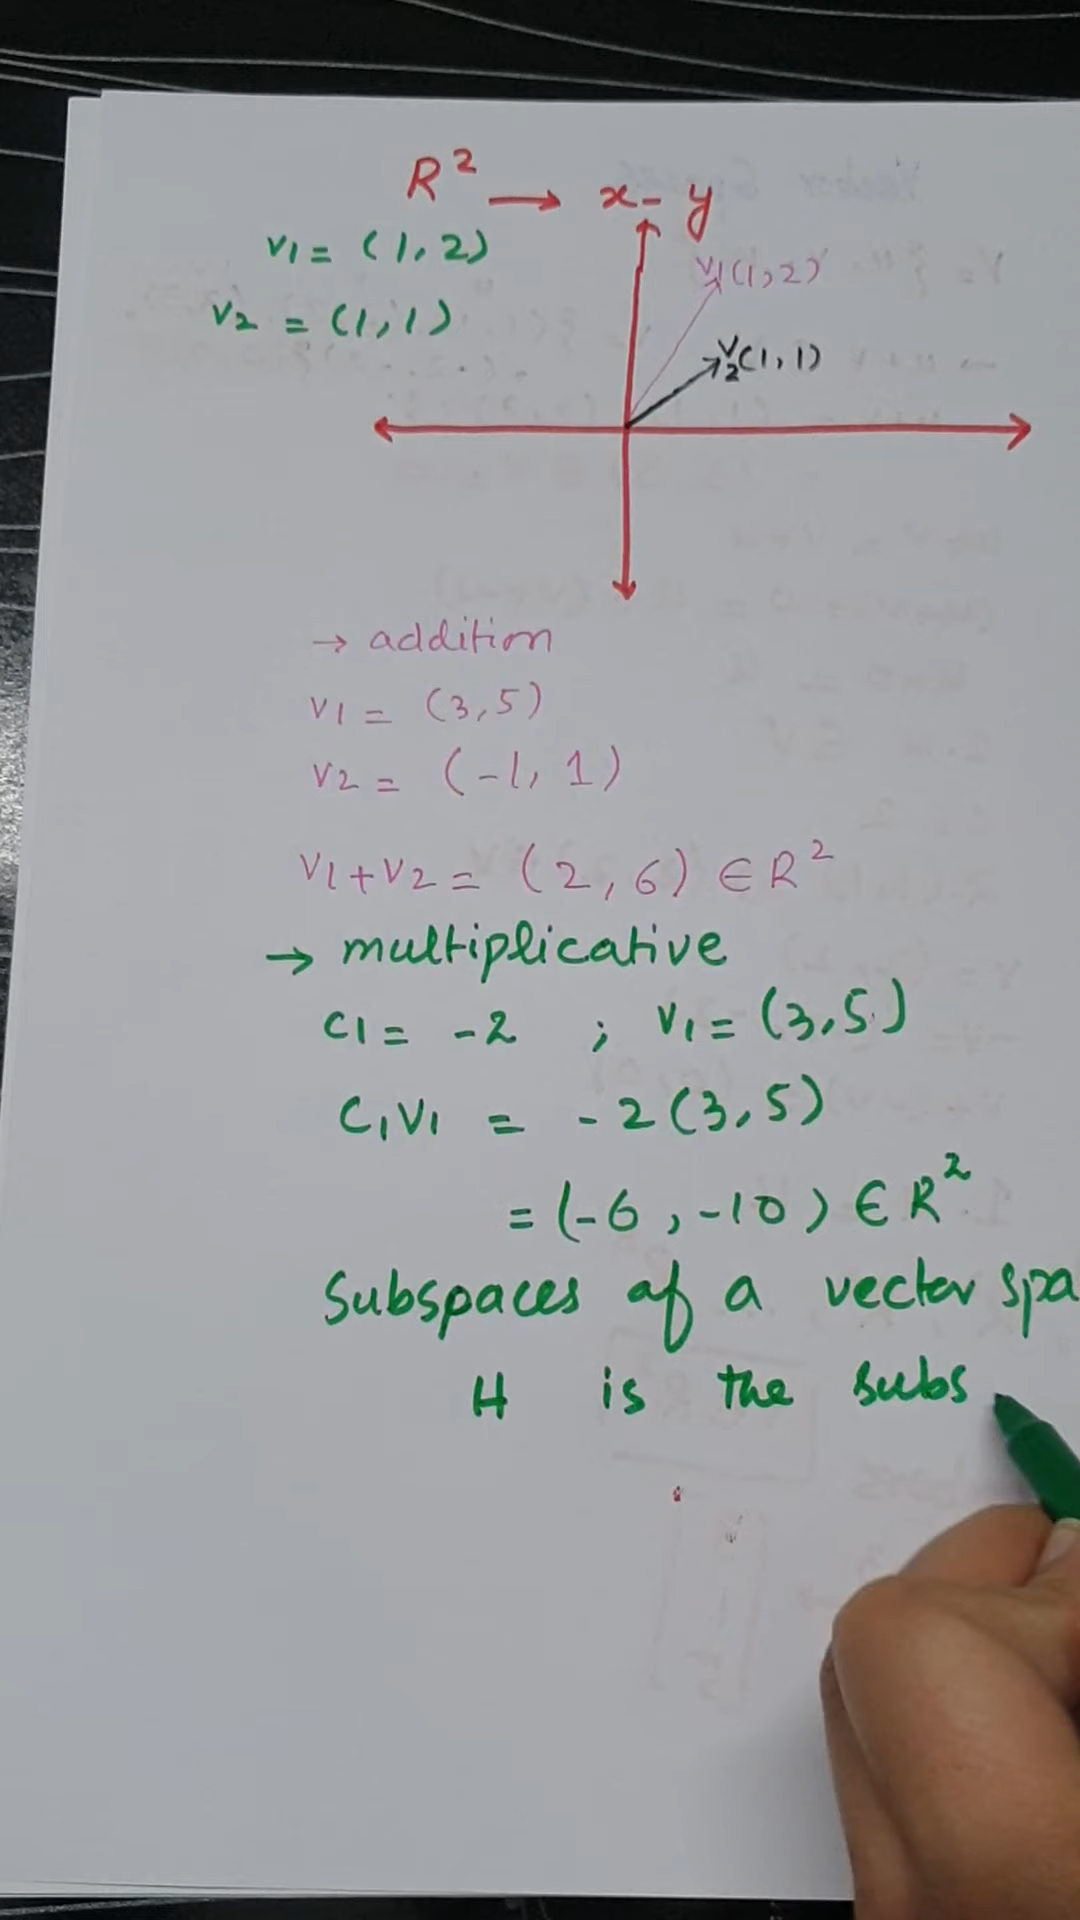 R² → x-y
v1 = (1,2)
v1(1,2)
v2 = (1,1)
v2(1,1)
→ addition
v1 = (3,5)
v2 = (-1, 1)
v1+v2 = (2,6) ∈ R²
→ multiplicative
c1 = -2 ; v1 = (3,5)
c1v1 = -2(3,5)
= (-6, -10) ∈ R²
Subspaces of a vector spa
H is the subs